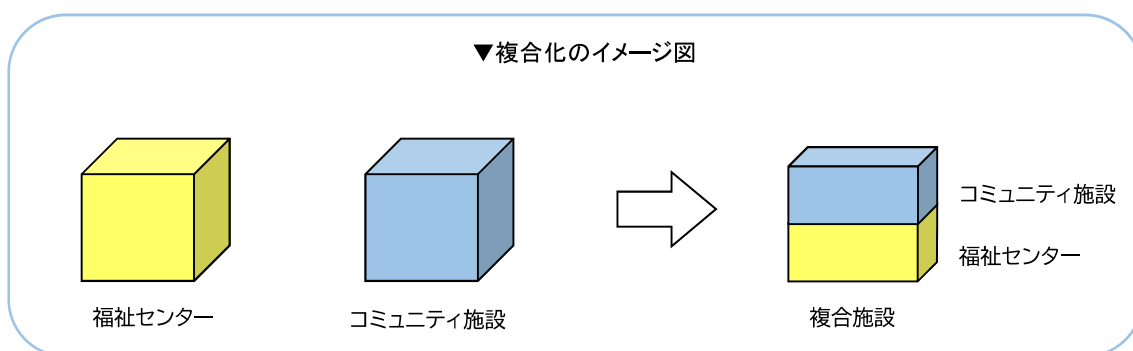 ▼複合化のイメージ図
コミュニティ施設
福祉センター
福祉センター
コミュニティ施設
複合施設